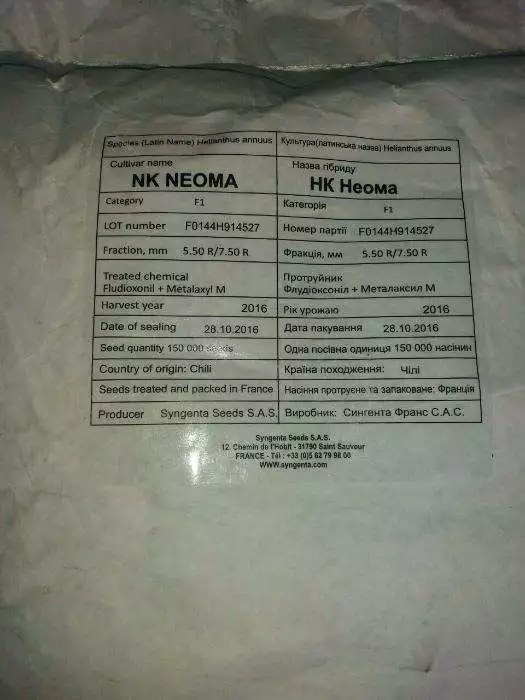 Species (Latin Name) Helianthus annuus
Культура(латинська назва) Helianthus annuus
Cultivar name
NK NEOMA
Назва гібриду
НК Неома
Category F1
Категорія F1
LOT number F0144H914527
Номер партії F0144H914527
Fraction, mm 5.50 R/7.50 R
Фракція, мм 5.50 R/7.50 R
Treated chemical
Fludioxonil + Metalaxyl M
Протруйник
Флудіоксоніл + Металаксил М
Harvest year 2016
Рік урожаю 2016
Date of sealing 28.10.2016
Дата пакування 28.10.2016
Seed quantity 150 000 seeds
Одна посівна одиниця 150 000 насінин
Country of origin: Chili
Країна походження: Чілі
Seeds treated and packed in France
Насіння протруєне та запаковане: Франція
Producer Syngenta Seeds S.A.S.
Виробник: Сингента Франс С.А.С.
Syngenta Seeds S.A.S.
12, Chemin de l'Hobit - 31790 Saint Sauveur
FRANCE - Tél : +33 (0)5 62 79 98 00
WWW.syngenta.com